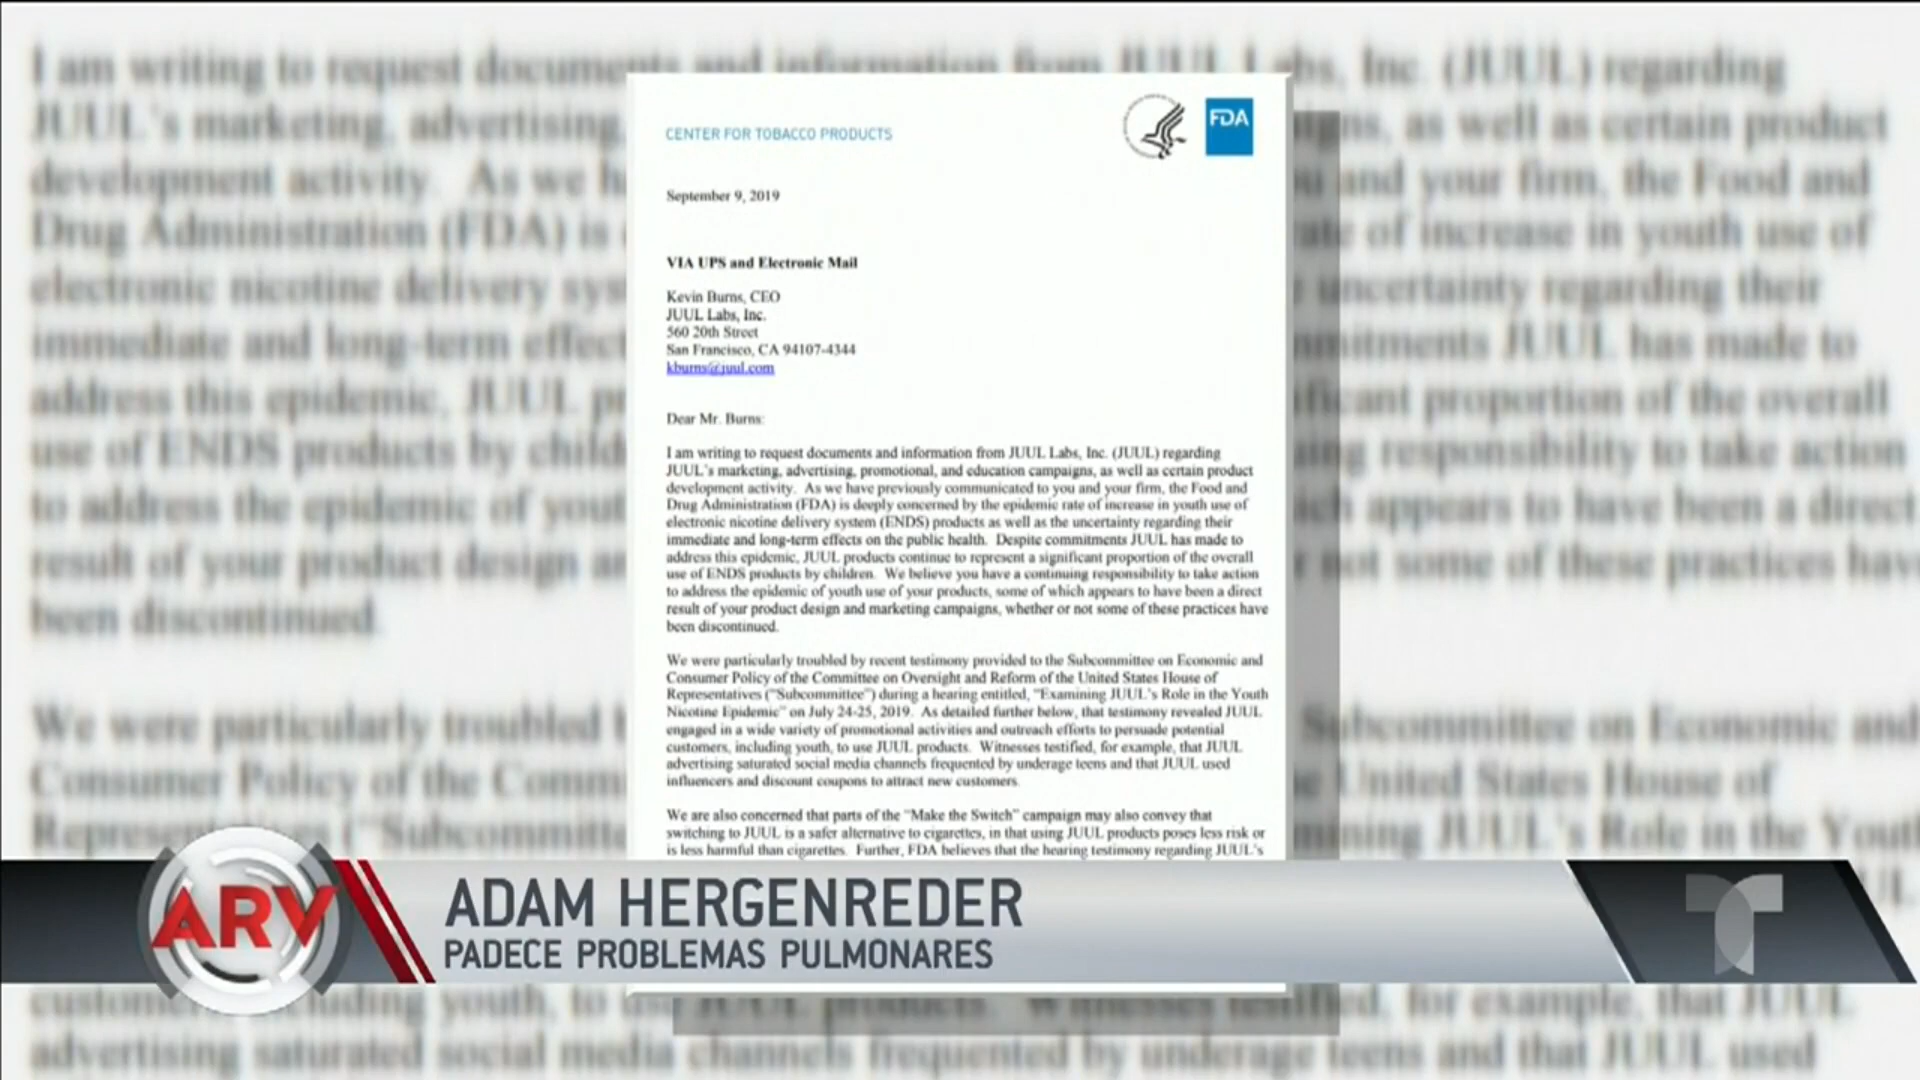 CENTER FOR TOBACCO PRODUCTS
FDA
September 9, 2019
VIA UPS and Electronic Mail
Kevin Burns, CEO
JUUL Labs, Inc.
560 20th Street
San Francisco, CA 94107-4344
kburns@juul.com
Dear Mr. Burns:
I am writing to request documents and information from JUUL Labs, Inc. (JUUL) regarding
JUUL's marketing, advertising, promotional, and education campaigns, as well as certain product
development activity. As we have previously communicated to you and your firm, the Food and
Drug Administration (FDA) is deeply concerned by the epidemic rate of increase in youth use of
electronic nicotine delivery system (ENDS) products as well as the uncertainty regarding their
immediate and long-term effects on the public health. Despite commitments JUUL has made to
address this epidemic, JUUL products continue to represent a significant proportion of the overall
use of ENDS products by children. We believe you have a continuing responsibility to take action
to address the epidemic of youth use of your products, some of which appears to have been a direct
result of your product design and marketing campaigns, whether or not some of these practices have
been discontinued.
We were particularly troubled by recent testimony provided to the Subcommittee on Economic and
Consumer Policy of the Committee on Oversight and Reform of the United States House of
Representatives ("Subcommittee") during a hearing entitled, "Examining JUUL's Role in the Youth
Nicotine Epidemic" on July 24-25, 2019. As detailed further below, that testimony revealed JUUL
engaged in a wide variety of promotional activities and outreach efforts to persuade potential
customers, including youth, to use JUUL products. Witnesses testified, for example, that JUUL
advertising saturated social media channels frequented by underage teens and that JUUL used
influencers and discount coupons to attract new customers.
We are also concerned that parts of the "Make the Switch" campaign may also convey that
switching to JUUL is a safer alternative to cigarettes, in that using JUUL products poses less risk or
is less harmful than cigarettes. Further, FDA believes that the hearing testimony regarding JUUL's
ARV
ADAM HERGENREDER
PADECE PROBLEMAS PULMONARES
T